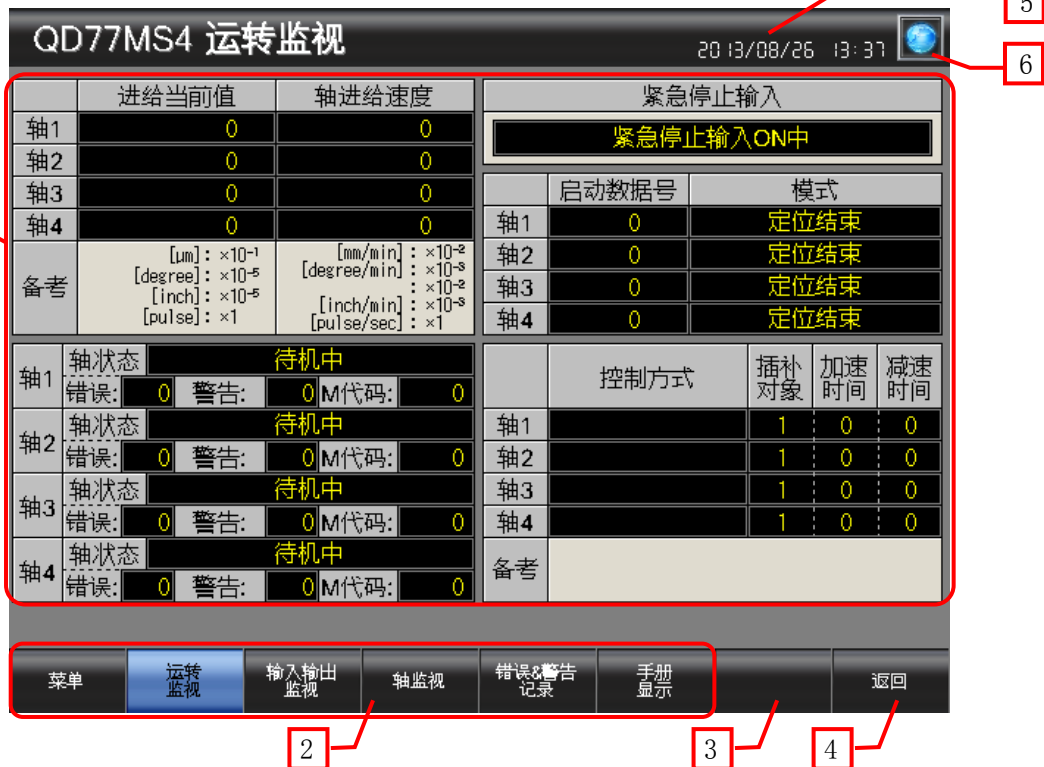 QD77MS4 运转监视
2013/08/26 13:37
5
6
进给当前值 轴进给速度
轴1 0 0
轴2 0 0
轴3 0 0
轴4 0 0
备考
[μm]: ×10-1
[degree]: ×10-5
[inch]: ×10-5
[pulse]: ×1
[mm/min]: ×10-2
[degree/min]: ×10-3
: ×10-2
[inch/min]: ×10-3
[pulse/sec]: ×1
紧急停止输入
紧急停止输入ON中
启动数据号 模式
轴1 0 定位结束
轴2 0 定位结束
轴3 0 定位结束
轴4 0 定位结束
轴1 轴状态 待机中
错误: 0 警告: 0 M代码: 0
轴2 轴状态 待机中
错误: 0 警告: 0 M代码: 0
轴3 轴状态 待机中
错误: 0 警告: 0 M代码: 0
轴4 轴状态 待机中
错误: 0 警告: 0 M代码: 0
控制方式
插补
对象
加速
时间
减速
时间
轴1 1 0 0
轴2 1 0 0
轴3 1 0 0
轴4 1 0 0
备考
菜单
运转
监视
输入输出
监视
轴监视
错误&警告
记录
手册
显示
返回
2
3
4